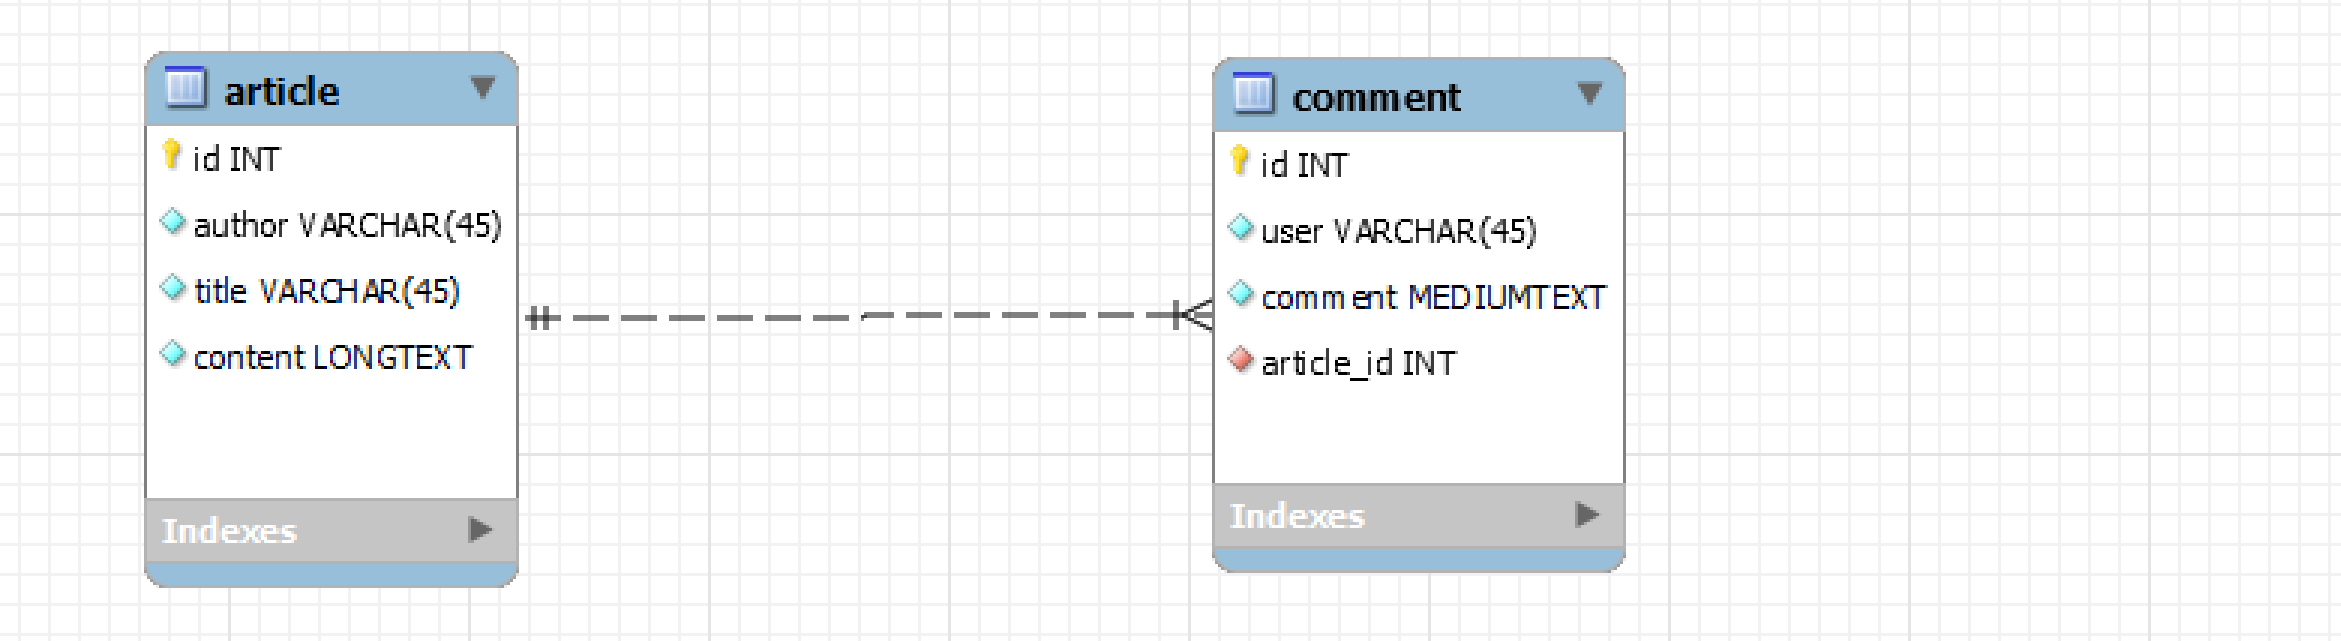 article
id INT
author VARCHAR(45)
title VARCHAR(45)
content LONGTEXT
Indexes
comment
id INT
user VARCHAR(45)
comment MEDIUMTEXT
article_id INT
Indexes